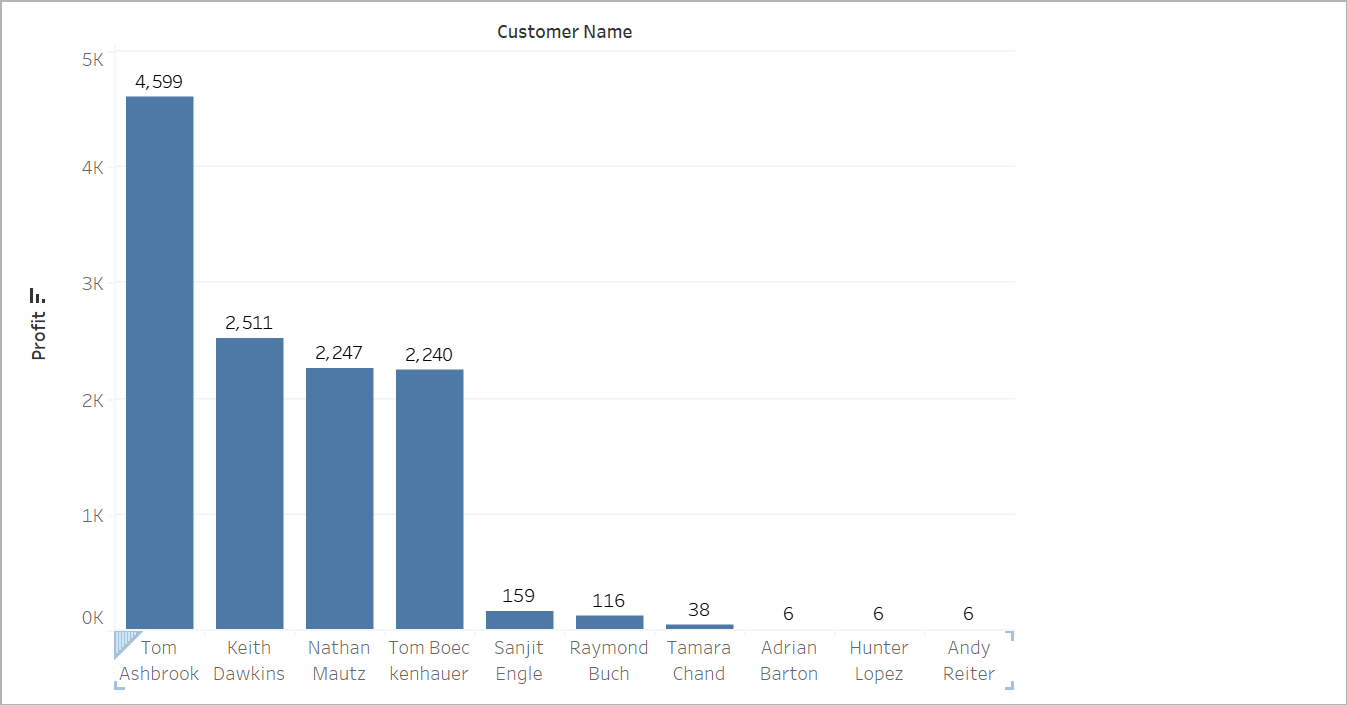 Customer Name
5K
4K
3K
2K
1K
0K
Profit
4,599
2,511
2,247
2,240
159
116
38
6
6
6
Tom
Ashbrook
Keith
Dawkins
Nathan
Mautz
Tom Boec
kenhauer
Sanjit
Engle
Raymond
Buch
Tamara
Chand
Adrian
Barton
Hunter
Lopez
Andy
Reiter